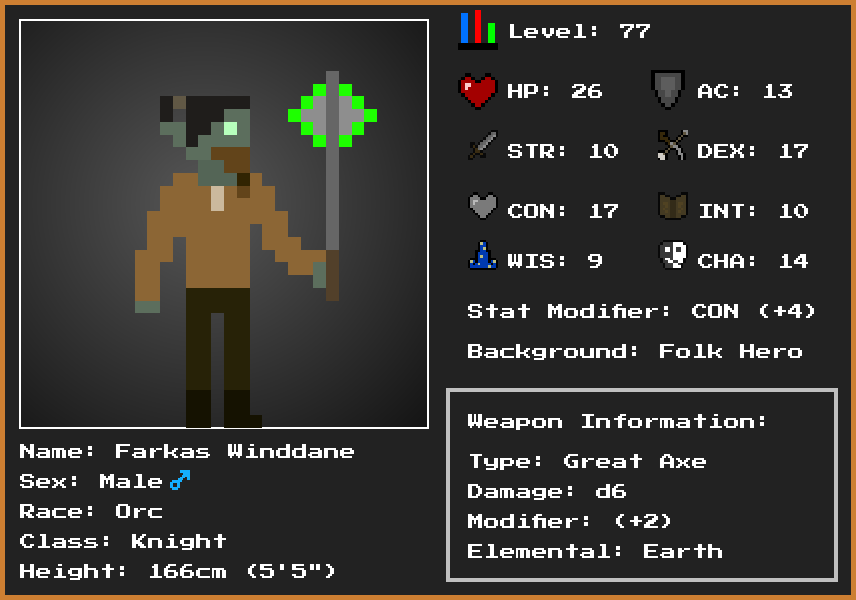 Level: 77
HP: 26
AC: 13
STR: 10
DEX: 17
CON: 17
INT: 10
WIS: 9
CHA: 14
Stat Modifier: CON (+4)
Background: Folk Hero
Weapon Information:
Type: Great Axe
Damage: d6
Modifier: (+2)
Elemental: Earth
Name: Farkas Winddane
Sex: Male♂
Race: Orc
Class: Knight
Height: 166cm (5'5")